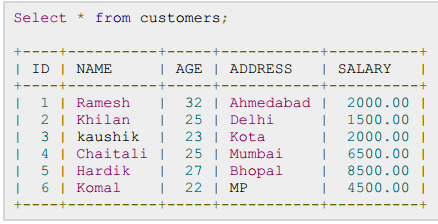 Select * from customers;
+----+----------+-----+-----------+----------+
| ID | NAME | AGE | ADDRESS | SALARY |
+----+----------+-----+-----------+----------+
| 1 | Ramesh | 32 | Ahmedabad | 2000.00 |
| 2 | Khilan | 25 | Delhi | 1500.00 |
| 3 | kaushik | 23 | Kota | 2000.00 |
| 4 | Chaitali | 25 | Mumbai | 6500.00 |
| 5 | Hardik | 27 | Bhopal | 8500.00 |
| 6 | Komal | 22 | MP | 4500.00 |
+----+----------+-----+-----------+----------+